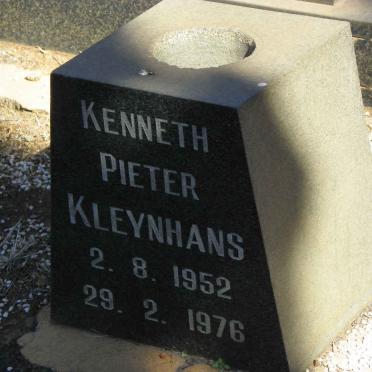 KENNETH
PIETER
KLEYNHANS
2. 8. 1952
29. 2. 1976